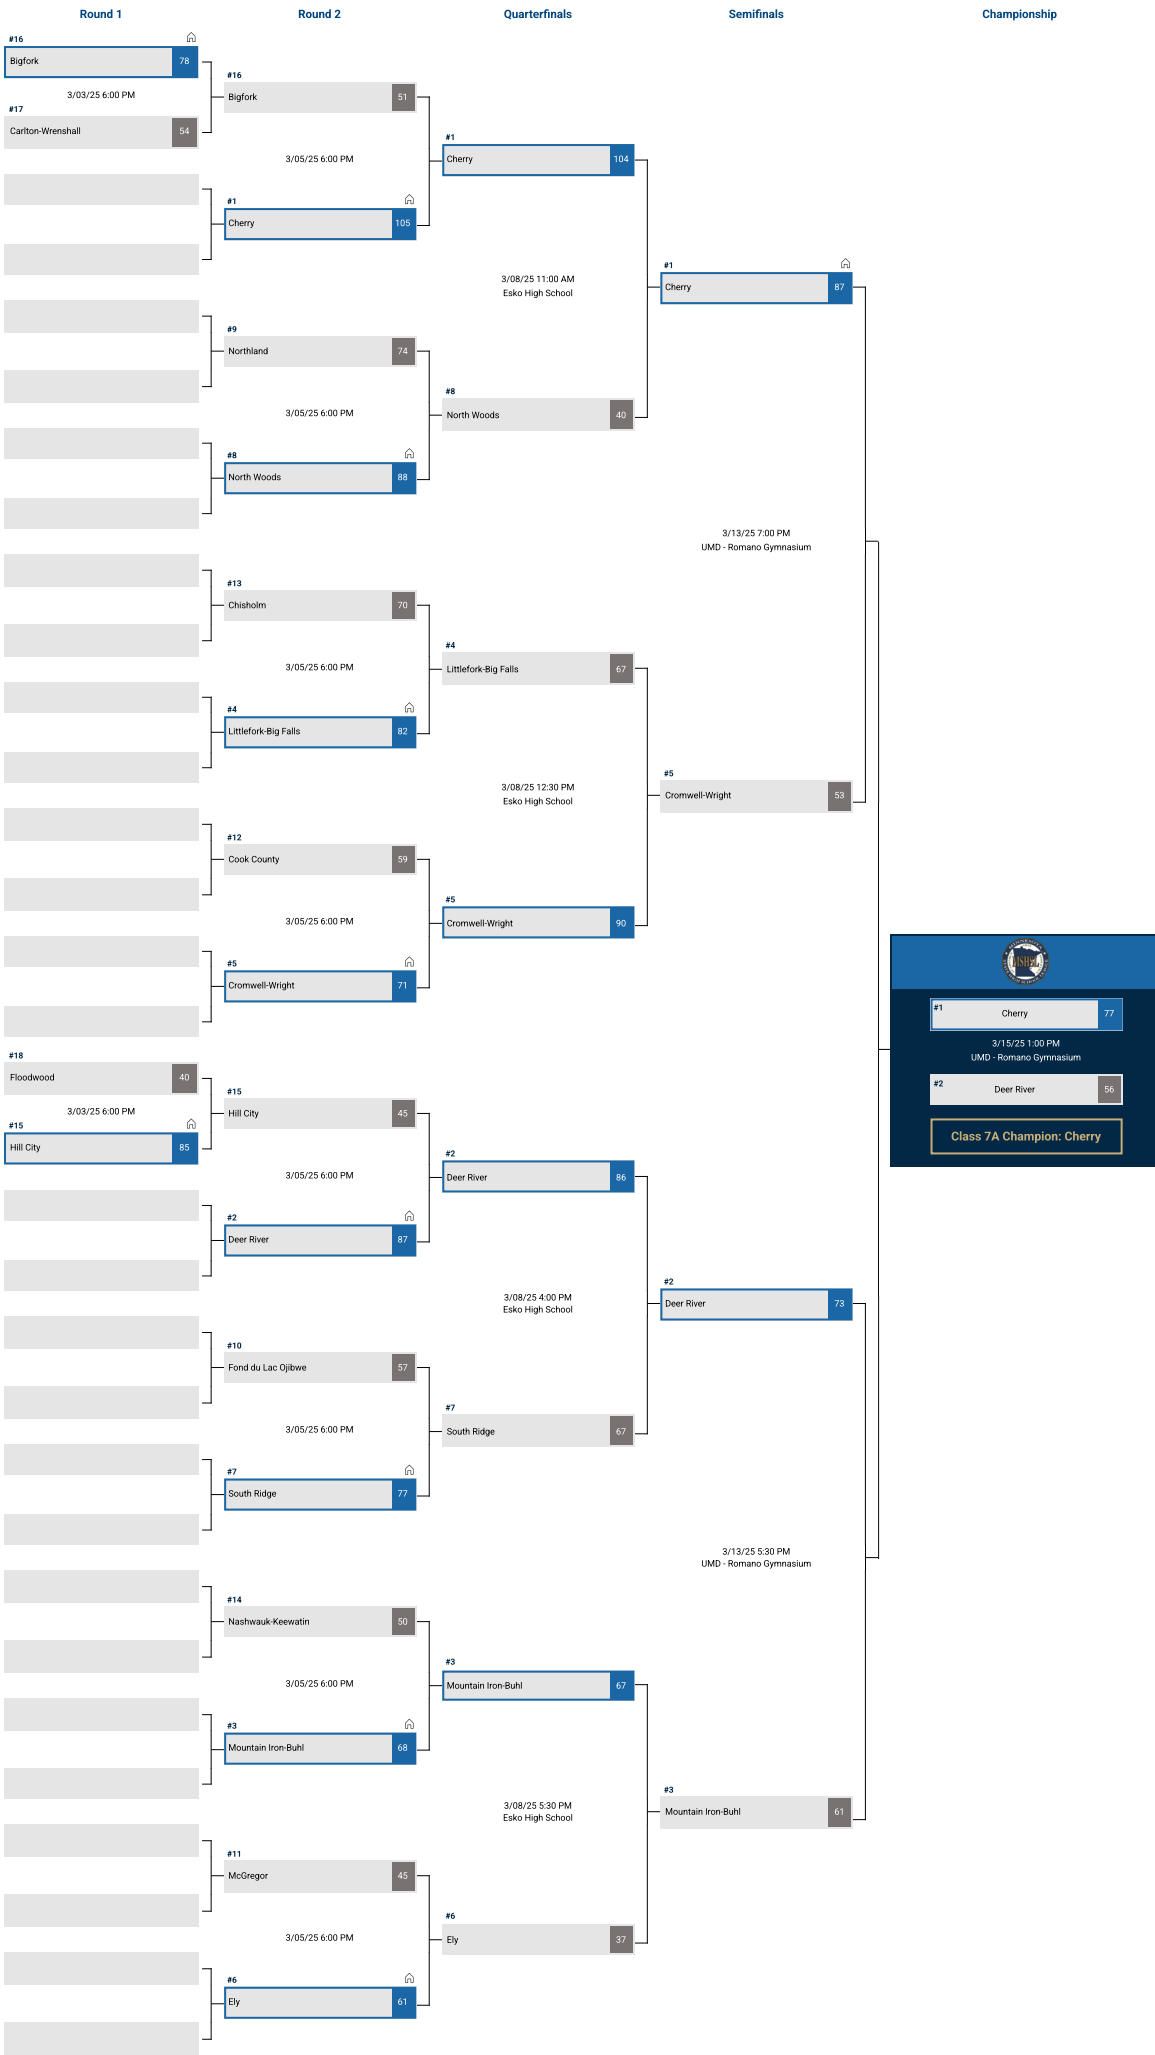 Round 1
Round 2
Quarterfinals
Semifinals
Championship
#16
Bigfork
78
3/03/25 6:00 PM
#17
Carlton-Wrenshall
54
#18
Floodwood
40
3/03/25 6:00 PM
#15
Hill City
85
#16
Bigfork
51
3/05/25 6:00 PM
#1
Cherry
105
#9
Northland
74
3/05/25 6:00 PM
#8
North Woods
88
#13
Chisholm
70
3/05/25 6:00 PM
#4
Littlefork-Big Falls
82
#12
Cook County
59
3/05/25 6:00 PM
#5
Cromwell-Wright
71
#15
Hill City
45
3/05/25 6:00 PM
#2
Deer River
87
#10
Fond du Lac Ojibwe
57
3/05/25 6:00 PM
#7
South Ridge
77
#14
Nashwauk-Keewatin
50
3/05/25 6:00 PM
#3
Mountain Iron-Buhl
68
#11
McGregor
45
3/05/25 6:00 PM
#6
Ely
61
#1
Cherry
104
3/08/25 11:00 AM
Esko High School
#8
North Woods
40
#4
Littlefork-Big Falls
67
3/08/25 12:30 PM
Esko High School
#5
Cromwell-Wright
90
#2
Deer River
86
3/08/25 4:00 PM
Esko High School
#7
South Ridge
67
#3
Mountain Iron-Buhl
67
3/08/25 5:30 PM
Esko High School
#6
Ely
37
#1
Cherry
87
3/13/25 7:00 PM
UMD - Romano Gymnasium
#5
Cromwell-Wright
53
#2
Deer River
73
3/13/25 5:30 PM
UMD - Romano Gymnasium
#3
Mountain Iron-Buhl
61
#1
Cherry
77
3/15/25 1:00 PM
UMD - Romano Gymnasium
#2
Deer River
56
Class 7A Champion: Cherry